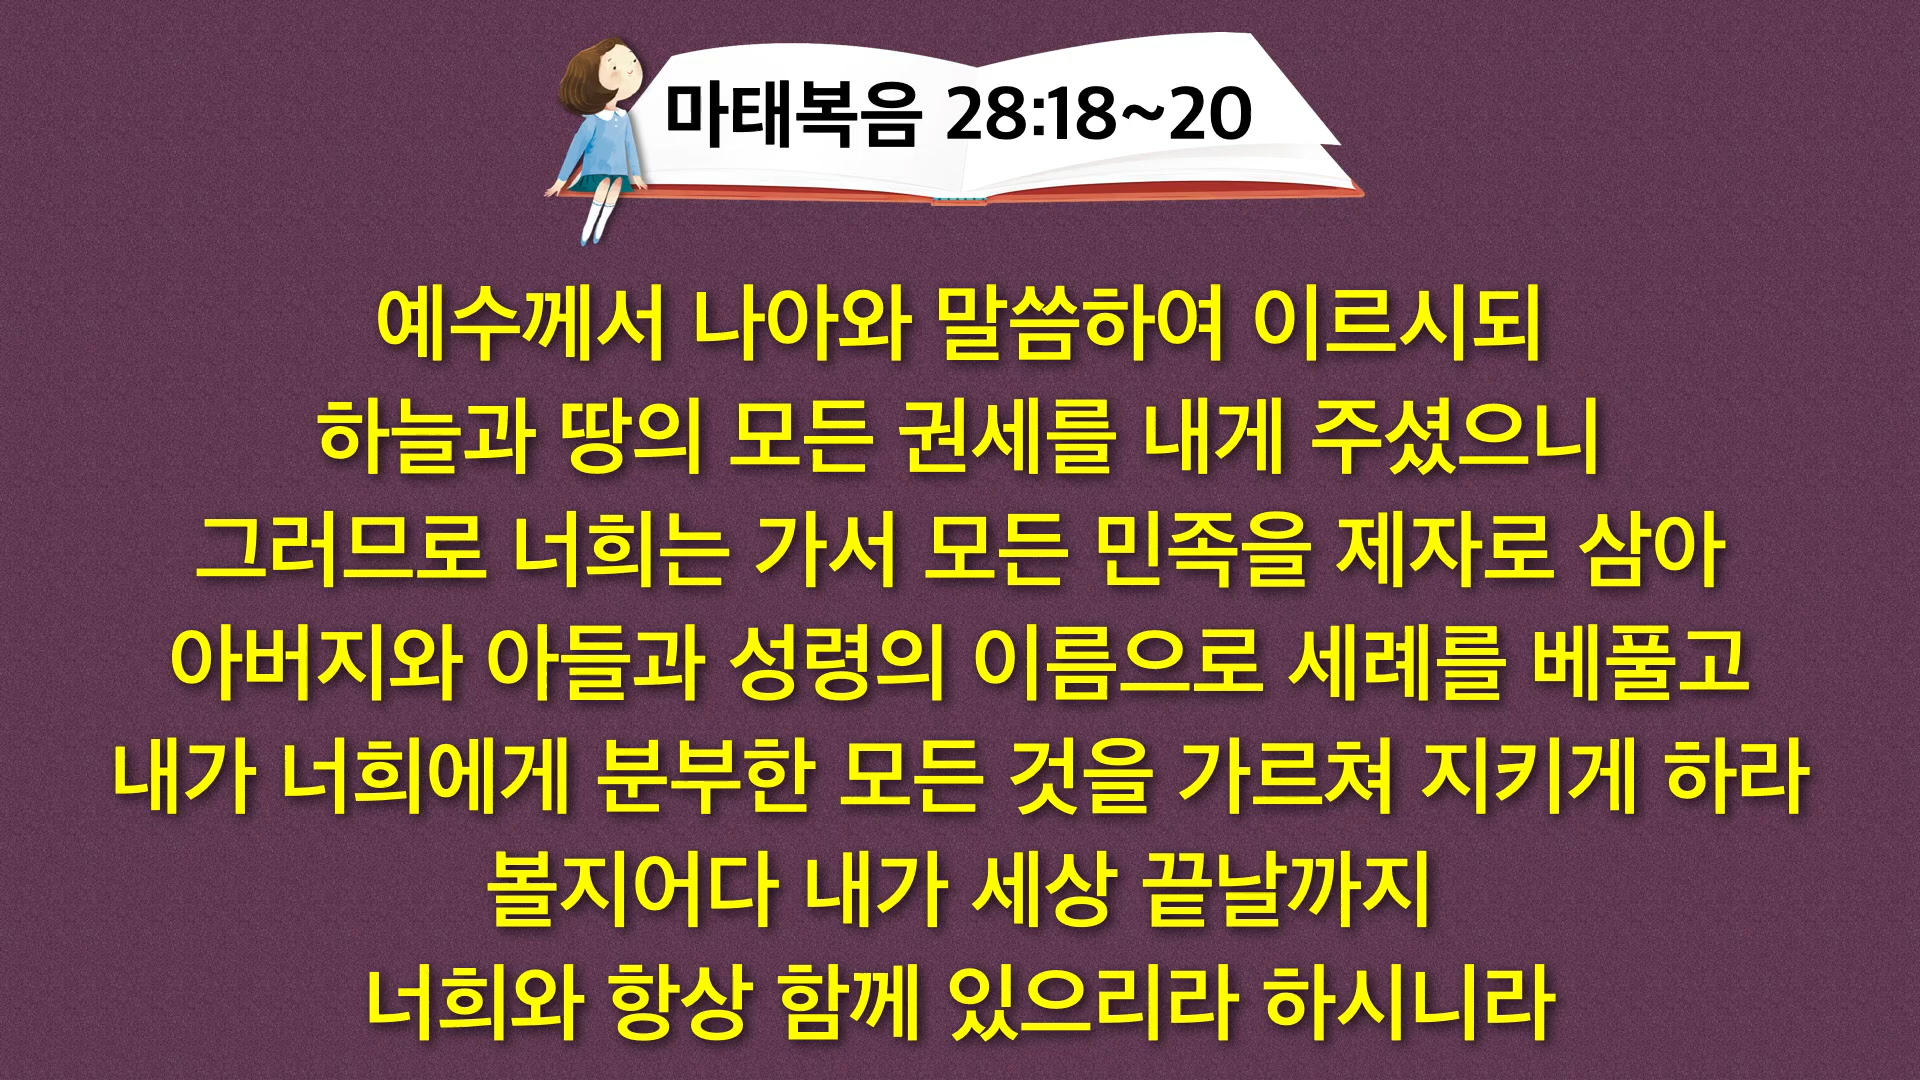 마태복음 28:18~20
예수께서 나아와 말씀하여 이르시되
하늘과 땅의 모든 권세를 내게 주셨으니
그러므로 너희는 가서 모든 민족을 제자로 삼아
아버지와 아들과 성령의 이름으로 세례를 베풀고
내가 너희에게 분부한 모든 것을 가르쳐 지키게 하라
볼지어다 내가 세상 끝날까지
너희와 항상 함께 있으리라 하시니라